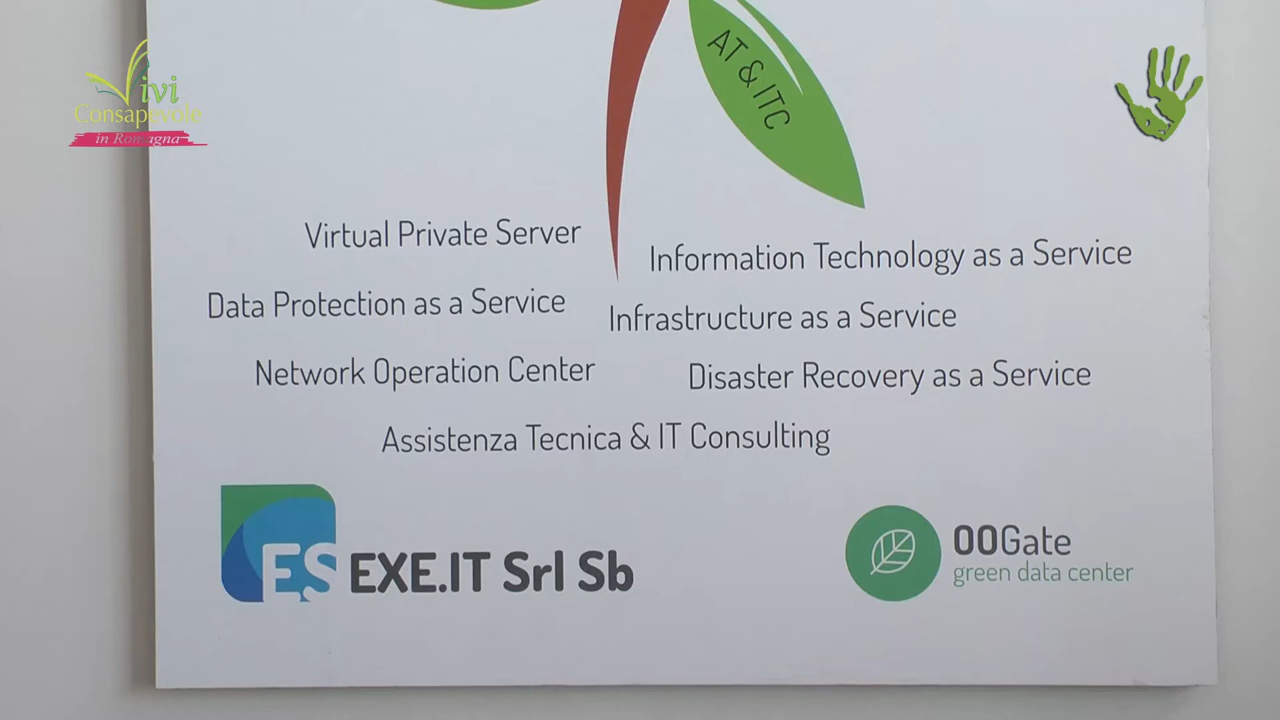 Vivi
Consapevole
in Romagna
AT & ITC
Virtual Private Server
Information Technology as a Service
Data Protection as a Service
Infrastructure as a Service
Network Operation Center
Disaster Recovery as a Service
Assistenza Tecnica & IT Consulting
ES EXE.IT Srl Sb
00Gate
green data center